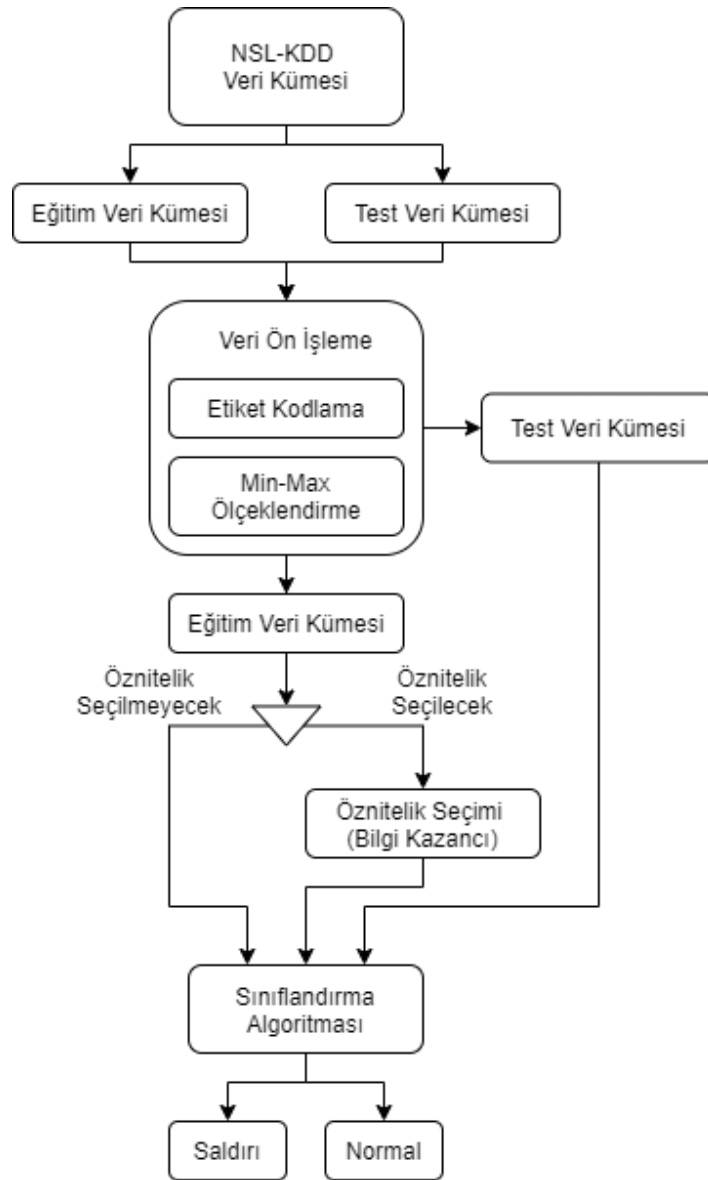 NSL-KDD
Veri Kümesi
Eğitim Veri Kümesi
Test Veri Kümesi
Veri Ön İşleme
Etiket Kodlama
Min-Max
Ölçeklendirme
Test Veri Kümesi
Eğitim Veri Kümesi
Öznitelik
Seçilmeyecek
Öznitelik
Seçilecek
Öznitelik Seçimi
(Bilgi Kazancı)
Sınıflandırma
Algoritması
Saldırı
Normal